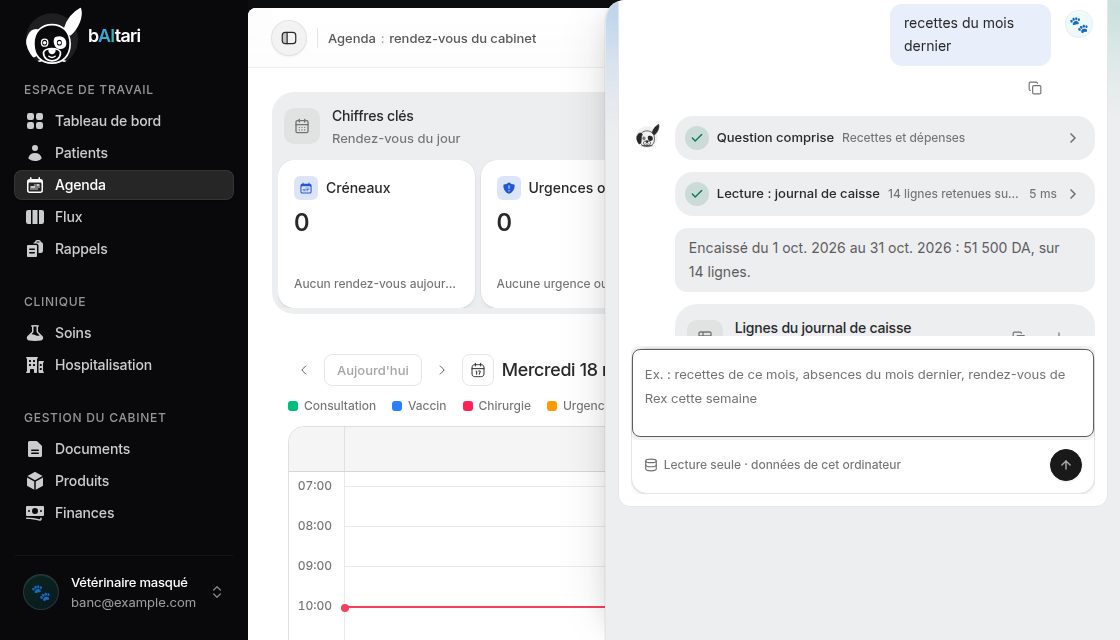 bAItari
ESPACE DE TRAVAIL
Tableau de bord
Patients
Agenda
Flux
Rappels
CLINIQUE
Soins
Hospitalisation
GESTION DU CABINET
Documents
Produits
Finances
Vétérinaire masqué
banc@example.com
Agenda : rendez-vous du cabinet
Chiffres clés
Rendez-vous du jour
Créneaux
0
Aucun rendez-vous aujour...
Urgences o
0
Aucune urgence ou
Aujourd'hui
Mercredi 18
Consultation Vaccin Chirurgie Urgenc
07:00
08:00
09:00
10:00
recettes du mois
dernier
Question comprise Recettes et dépenses
Lecture : journal de caisse 14 lignes retenues su... 5 ms
Encaissé du 1 oct. 2026 au 31 oct. 2026 : 51 500 DA, sur
14 lignes.
Lignes du journal de caisse
Ex. : recettes de ce mois, absences du mois dernier, rendez-vous de
Rex cette semaine
Lecture seule · données de cet ordinateur